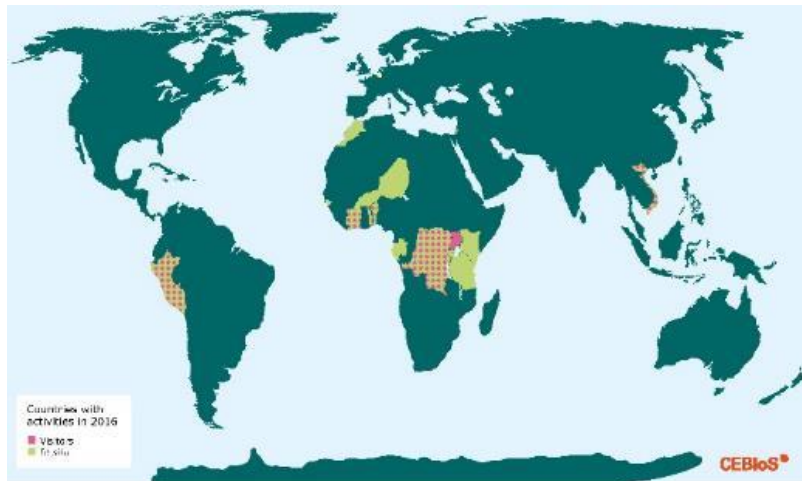 Countries with
activities in 2016
Visitors
In situ
CEBioS